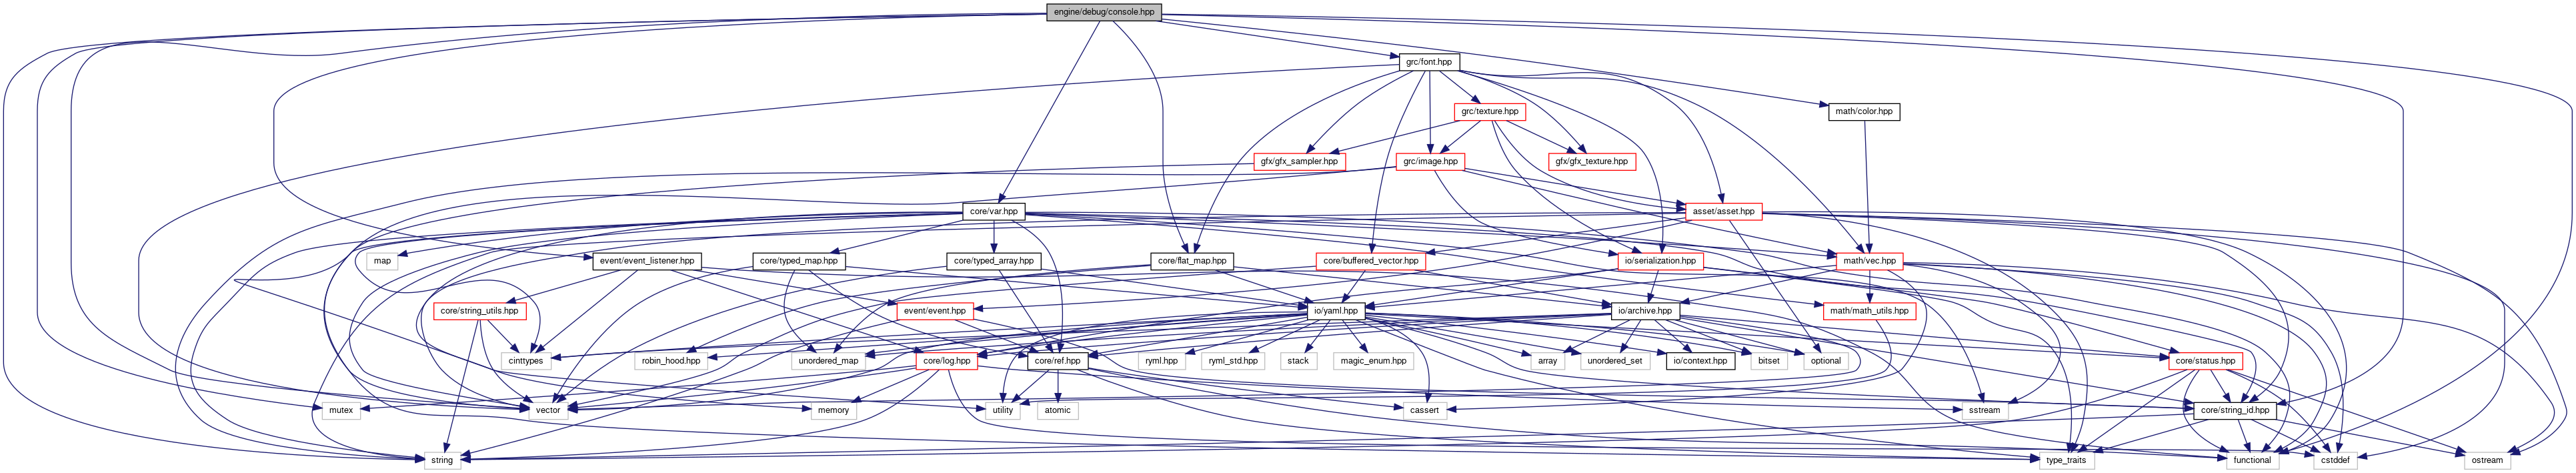 engine/debug/console.hpp
grc/font.hpp
grc/texture.hpp
math/color.hpp
gfx/gfx_sampler.hpp
grc/image.hpp
gfx/gfx_texture.hpp
core/var.hpp
asset/asset.hpp
map
event/event_listener.hpp
core/typed_map.hpp
core/typed_array.hpp
core/flat_map.hpp
core/buffered_vector.hpp
io/serialization.hpp
math/vec.hpp
core/string_utils.hpp
event/event.hpp
io/yaml.hpp
io/archive.hpp
math/math_utils.hpp
cinttypes
robin_hood.hpp
unordered_map
core/log.hpp
core/ref.hpp
ryml.hpp
ryml_std.hpp
stack
magic_enum.hpp
array
unordered_set
io/context.hpp
bitset
optional
core/status.hpp
mutex
vector
memory
utility
atomic
cassert
sstream
core/string_id.hpp
string
type_traits
functional
cstddef
ostream